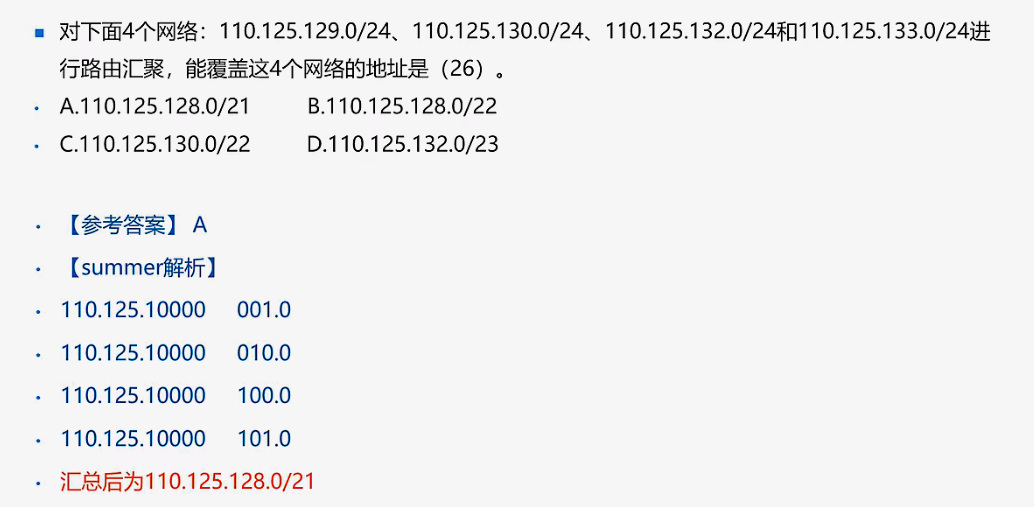 对下面4个网络：110.125.129.0/24、110.125.130.0/24、110.125.132.0/24和110.125.133.0/24进
行路由汇聚，能覆盖这4个网络的地址是（26）。
A.110.125.128.0/21 B.110.125.128.0/22
C.110.125.130.0/22 D.110.125.132.0/23
【参考答案】 A
【summer解析】
110.125.10000 001.0
110.125.10000 010.0
110.125.10000 100.0
110.125.10000 101.0
汇总后为110.125.128.0/21